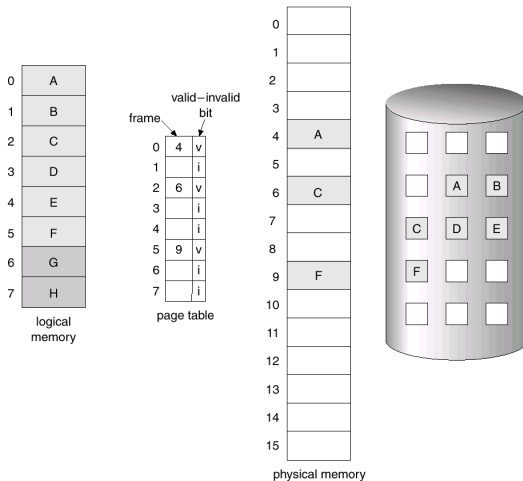 0 A
1 B
2 C
3 D
4 E
5 F
6 G
7 H
logical
memory
valid–invalid
bit
frame
0 4 v
1 i
2 6 v
3 i
4 i
5 9 v
6 i
7 i
page table
0
1
2
3
4 A
5
6 C
7
8
9 F
10
11
12
13
14
15
physical memory
A B
C D E
F